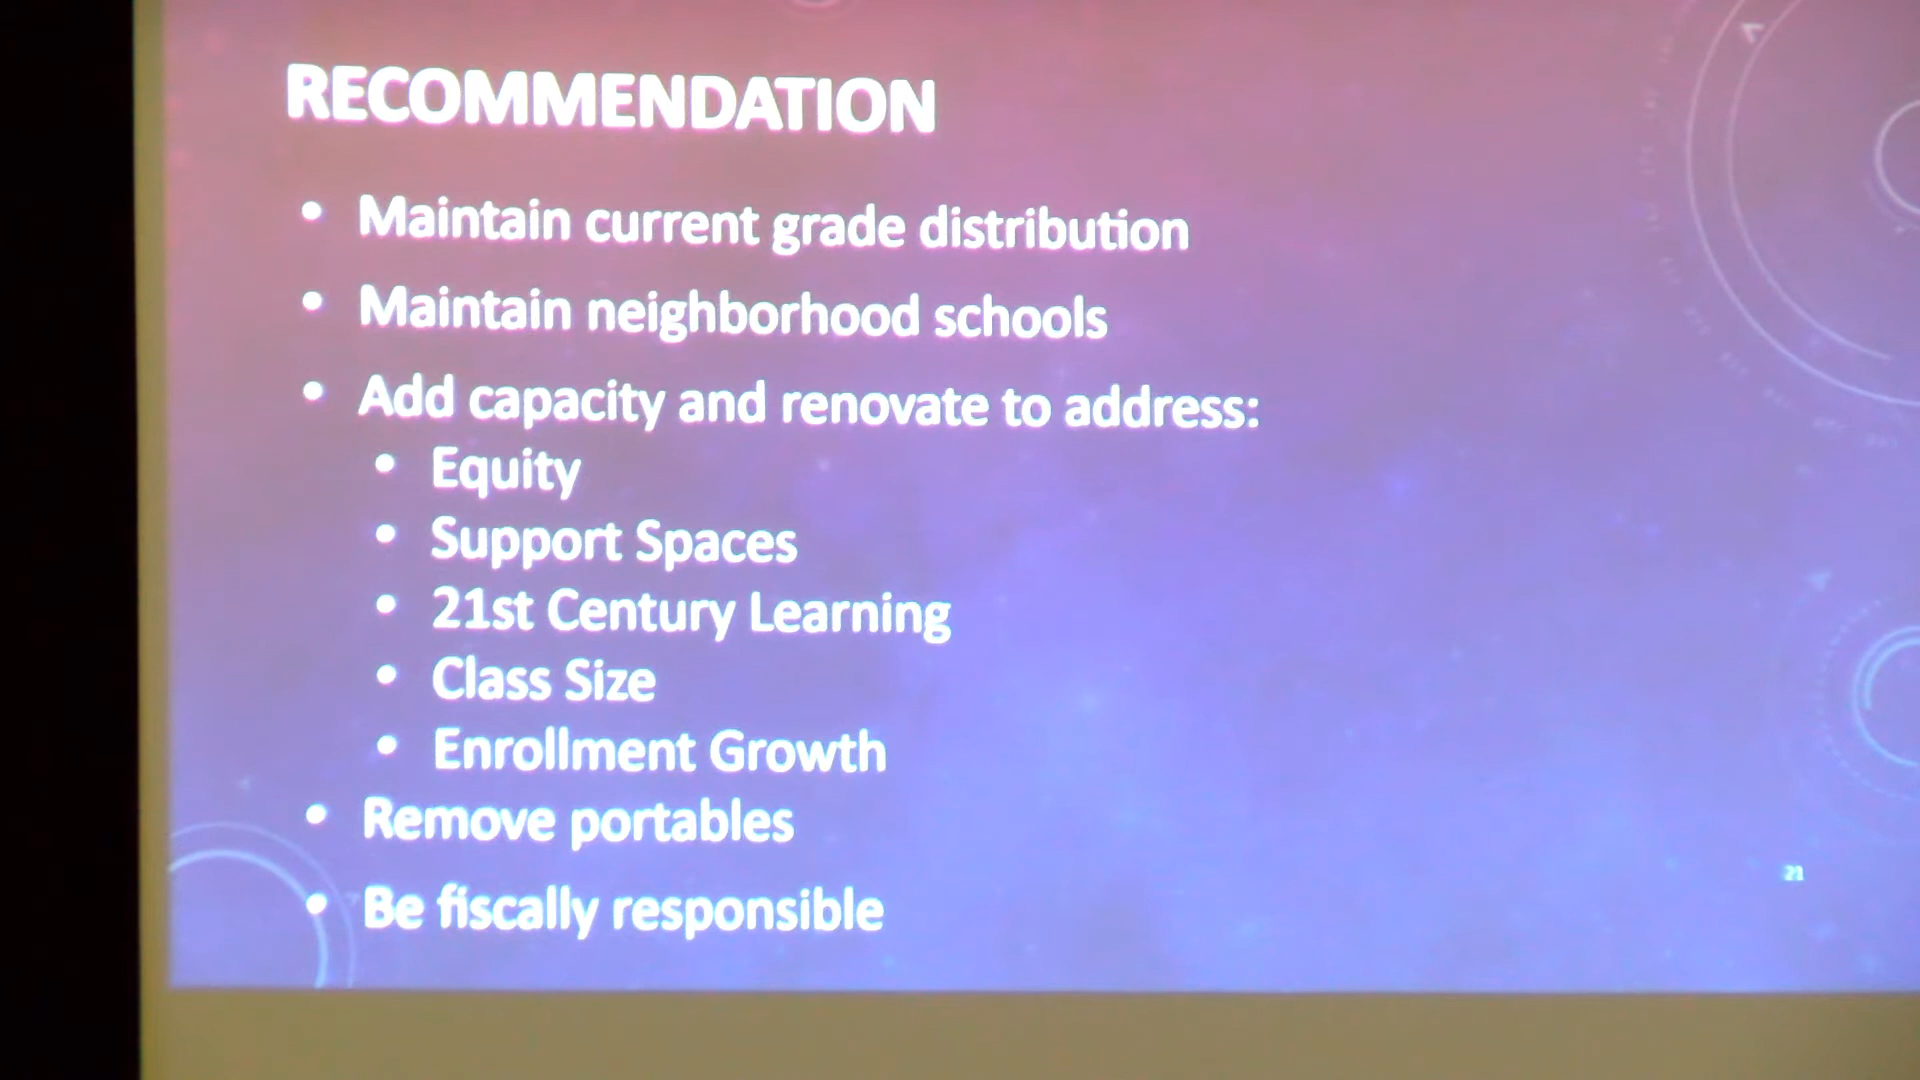 RECOMMENDATION
• Maintain current grade distribution
• Maintain neighborhood schools
• Add capacity and renovate to address:
• Equity
• Support Spaces
• 21st Century Learning
• Class Size
• Enrollment Growth
• Remove portables
• Be fiscally responsible
21